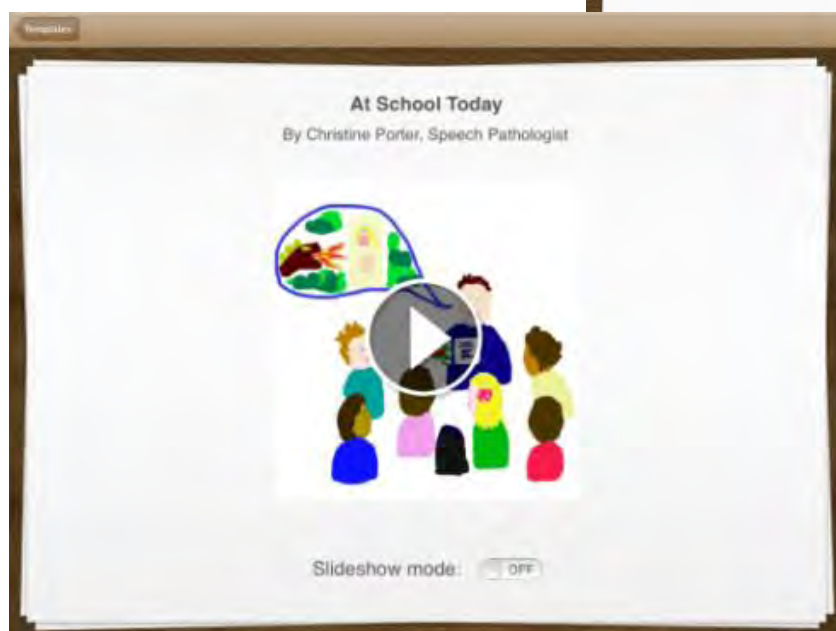 Templates
At School Today
By Christine Porter, Speech Pathologist
Slideshow mode:
OFF